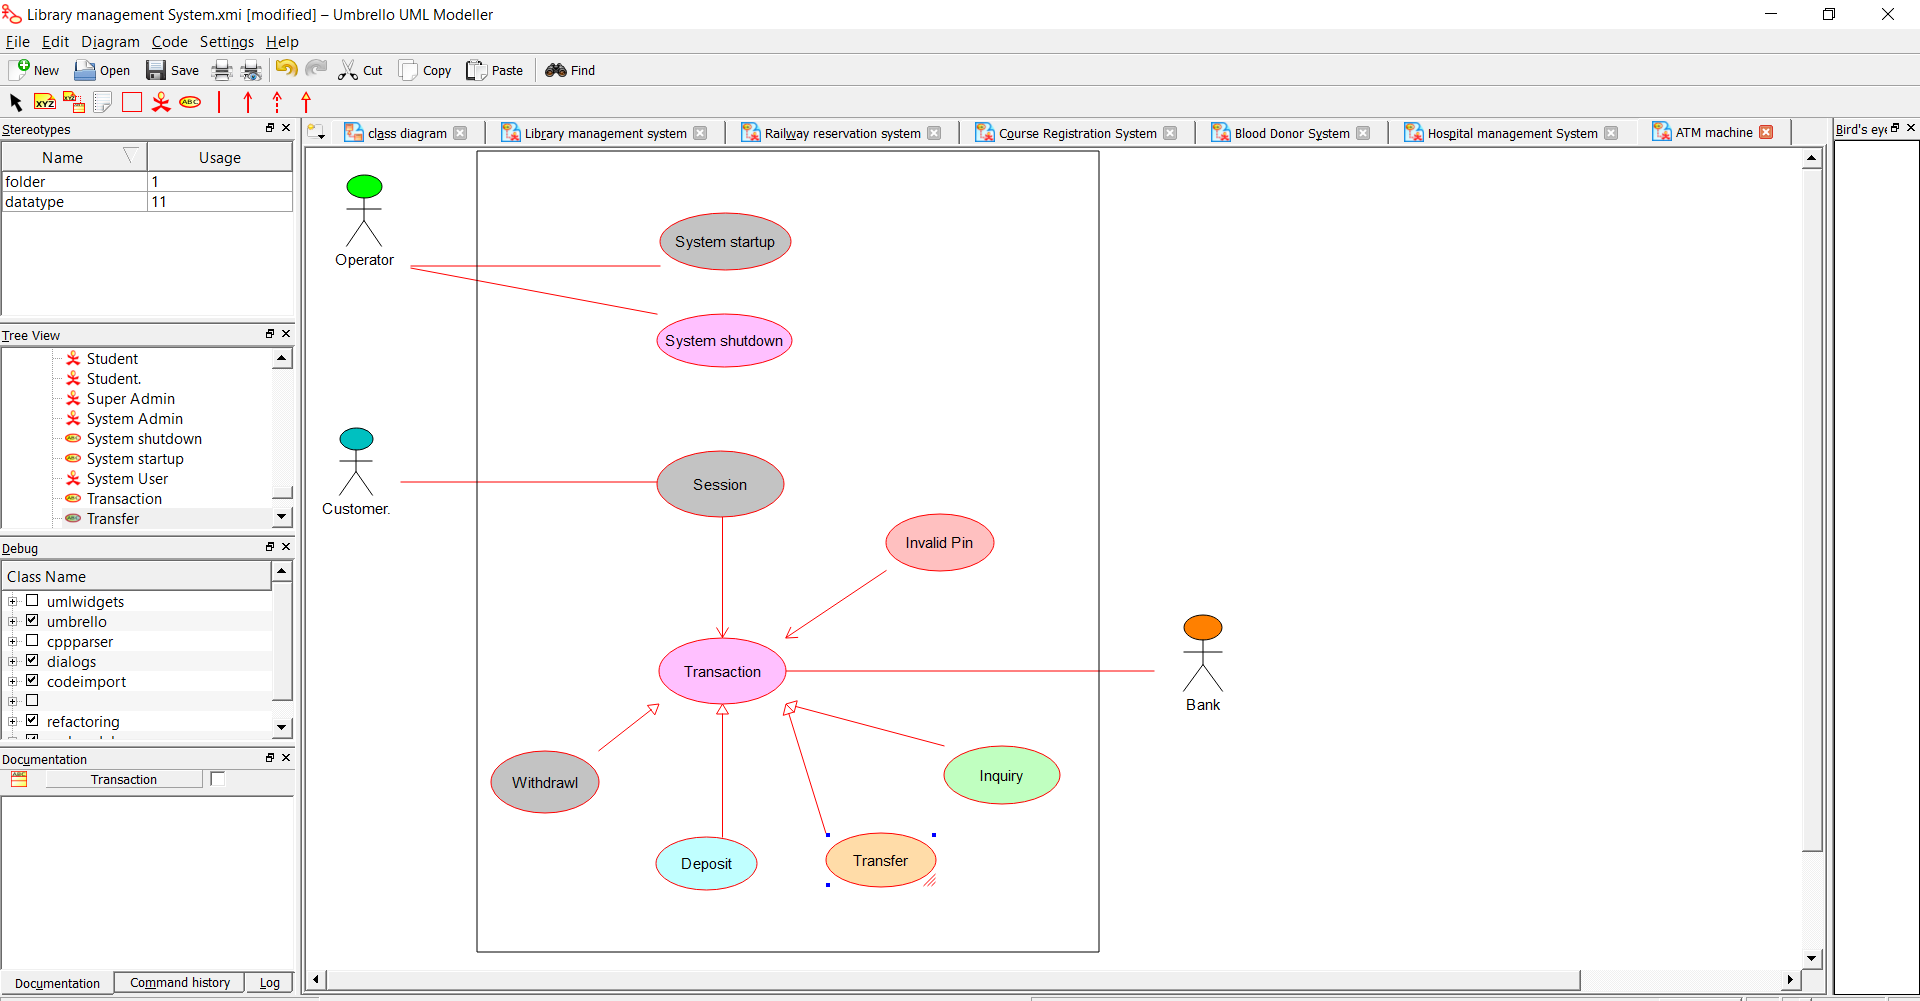 Library management System.xmi [modified] – Umbrello UML Modeller
File Edit Diagram Code Settings Help
New Open Save Cut Copy Paste Find
XYZ XYZ ABC
Stereotypes
Name Usage
folder 1
datatype 11
Tree View
Student
Student.
Super Admin
System Admin
System shutdown
System startup
System User
Transaction
Transfer
Debug
Class Name
umlwidgets
umbrello
cppparser
dialogs
codeimport
refactoring
Documentation
Transaction
Documentation Command history Log
class diagram Library management system Railway reservation system Course Registration System Blood Donor System Hospital management System ATM machine
Bird's eye
Operator
System startup
System shutdown
Customer.
Session
Invalid Pin
Transaction
Bank
Withdrawl
Inquiry
Deposit
Transfer